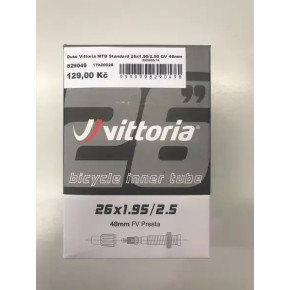 Duše Vittoria MTB Standard 26x1.95/2.50 GV 48mm
829049
129,00 Kč
26"
vittoria
bicycle inner tube
26x1.95/2.5
48mm FV Presta